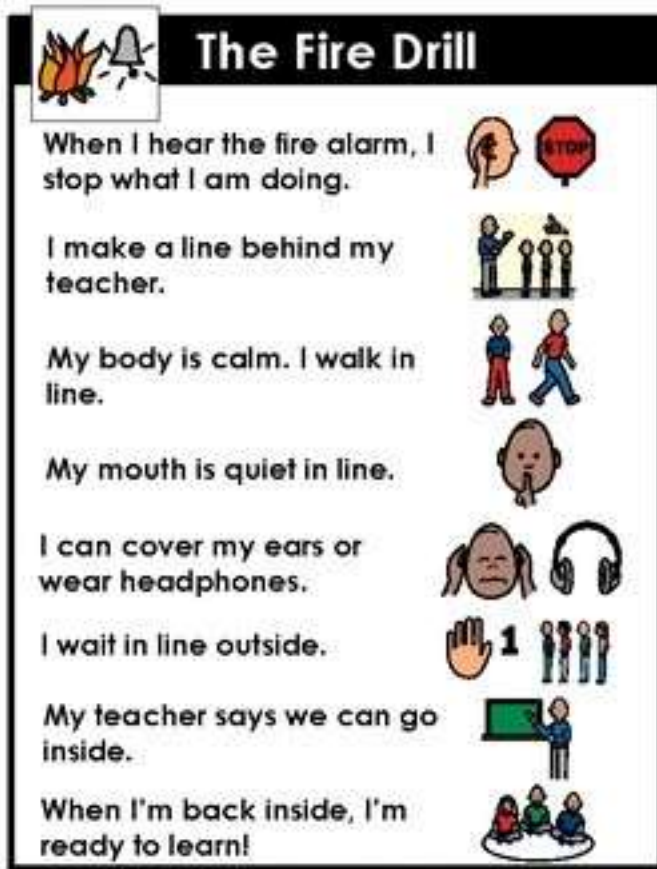 The Fire Drill
When I hear the fire alarm, I
stop what I am doing.
STOP
I make a line behind my
teacher.
My body is calm. I walk in
line.
My mouth is quiet in line.
I can cover my ears or
wear headphones.
I wait in line outside.
1
My teacher says we can go
inside.
When I'm back inside, I'm
ready to learn!